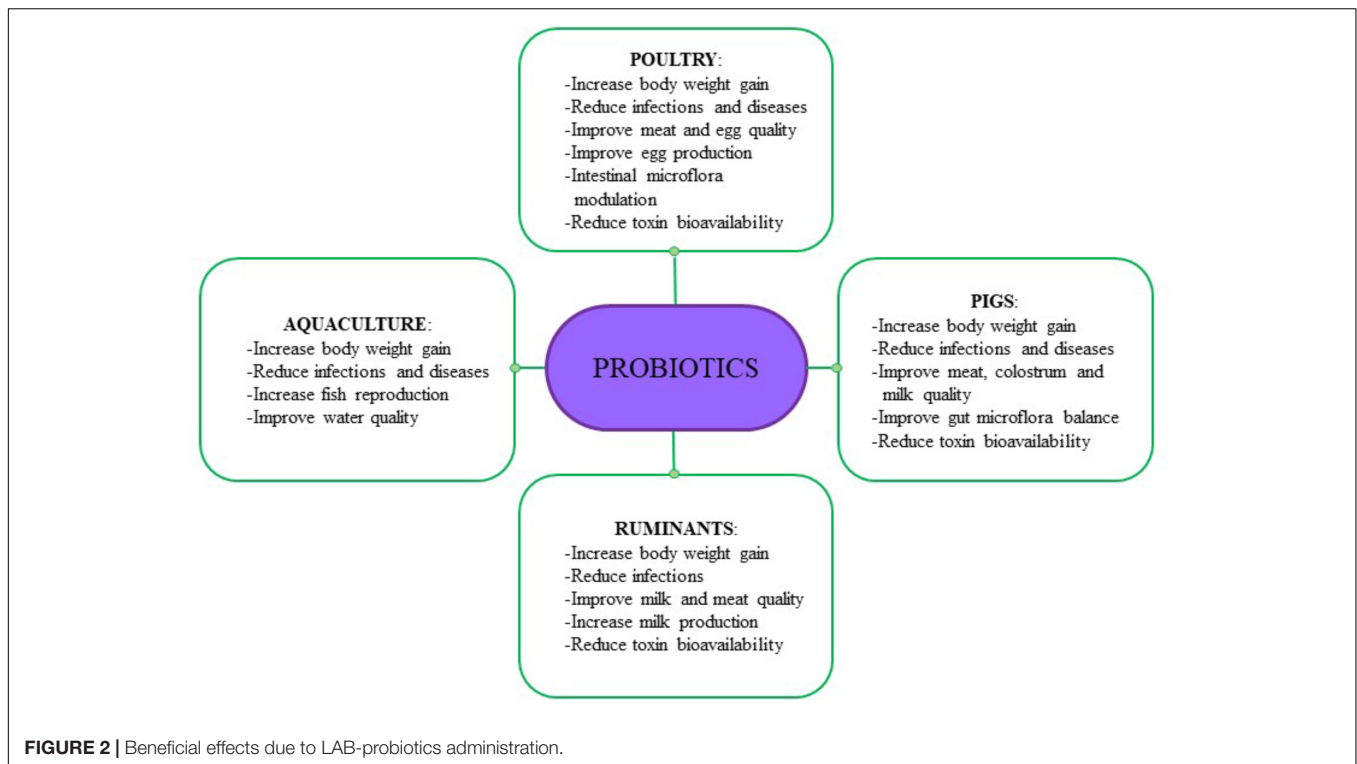 POULTRY:
-Increase body weight gain
-Reduce infections and diseases
-Improve meat and egg quality
-Improve egg production
-Intestinal microflora
modulation
-Reduce toxin bioavailability
AQUACULTURE:
-Increase body weight gain
-Reduce infections and diseases
-Increase fish reproduction
-Improve water quality
PROBIOTICS
PIGS:
-Increase body weight gain
-Reduce infections and diseases
-Improve meat, colostrum and
milk quality
-Improve gut microflora balance
-Reduce toxin bioavailability
RUMINANTS:
-Increase body weight gain
-Reduce infections
-Improve milk and meat quality
-Increase milk production
-Reduce toxin bioavailability
FIGURE 2 | Beneficial effects due to LAB-probiotics administration.